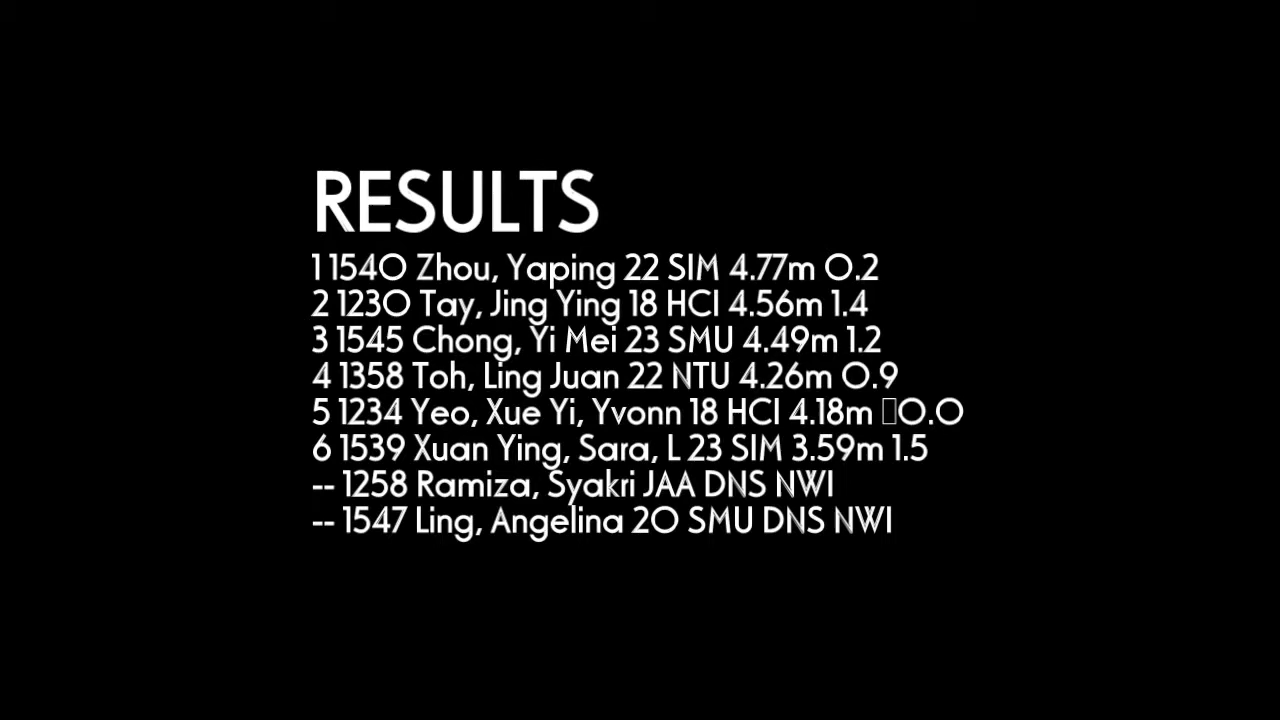 RESULTS
1 1540 Zhou, Yaping 22 SIM 4.77m 0.2
2 1230 Tay, Jing Ying 18 HCI 4.56m 1.4
3 1545 Chong, Yi Mei 23 SMU 4.49m 1.2
4 1358 Toh, Ling Juan 22 NTU 4.26m 0.9
5 1234 Yeo, Xue Yi, Yvonn 18 HCI 4.18m 0.0
6 1539 Xuan Ying, Sara, L 23 SIM 3.59m 1.5
-- 1258 Ramiza, Syakri JAA DNS NWI
-- 1547 Ling, Angelina 20 SMU DNS NWI